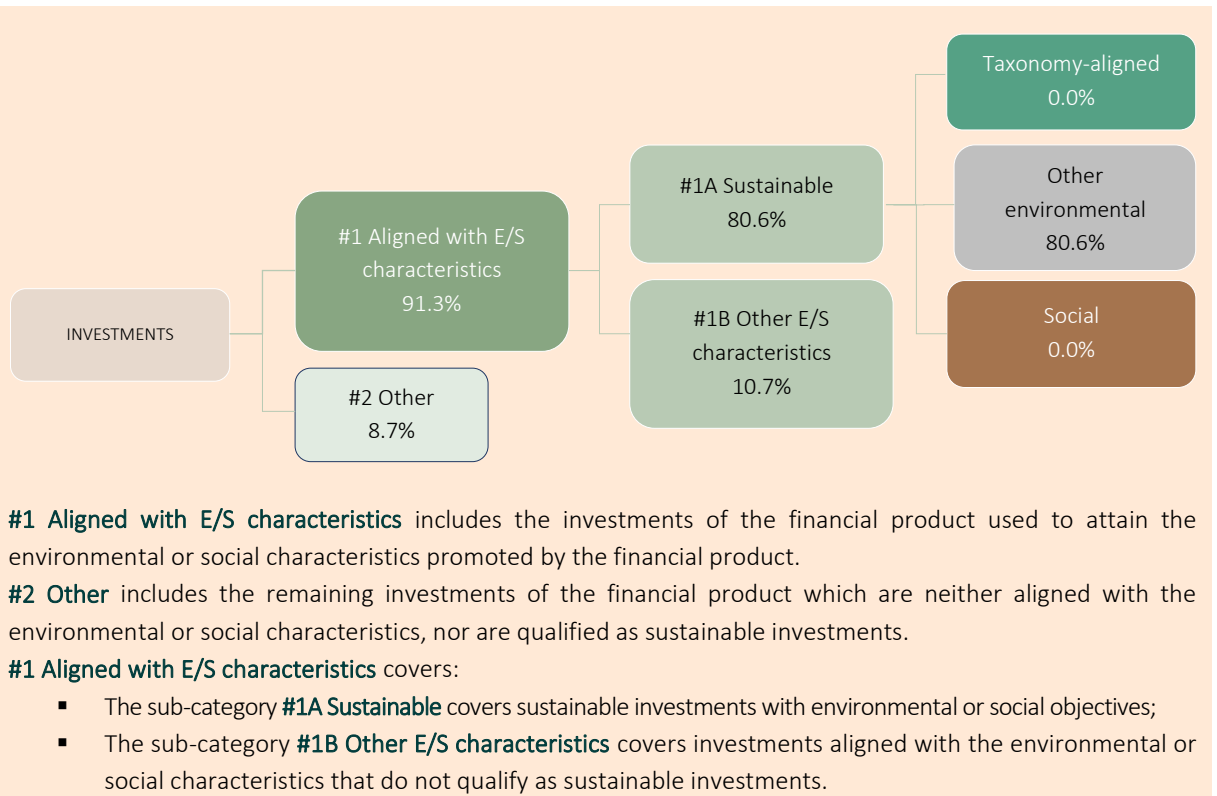 Taxonomy-aligned
0.0%
#1A Sustainable
80.6%
Other
environmental
80.6%
#1 Aligned with E/S
characteristics
91.3%
INVESTMENTS
#1B Other E/S
characteristics
10.7%
Social
0.0%
#2 Other
8.7%
#1 Aligned with E/S characteristics includes the investments of the financial product used to attain the
environmental or social characteristics promoted by the financial product.
#2 Other includes the remaining investments of the financial product which are neither aligned with the
environmental or social characteristics, nor are qualified as sustainable investments.
#1 Aligned with E/S characteristics covers:
▪ The sub-category #1A Sustainable covers sustainable investments with environmental or social objectives;
▪ The sub-category #1B Other E/S characteristics covers investments aligned with the environmental or
social characteristics that do not qualify as sustainable investments.